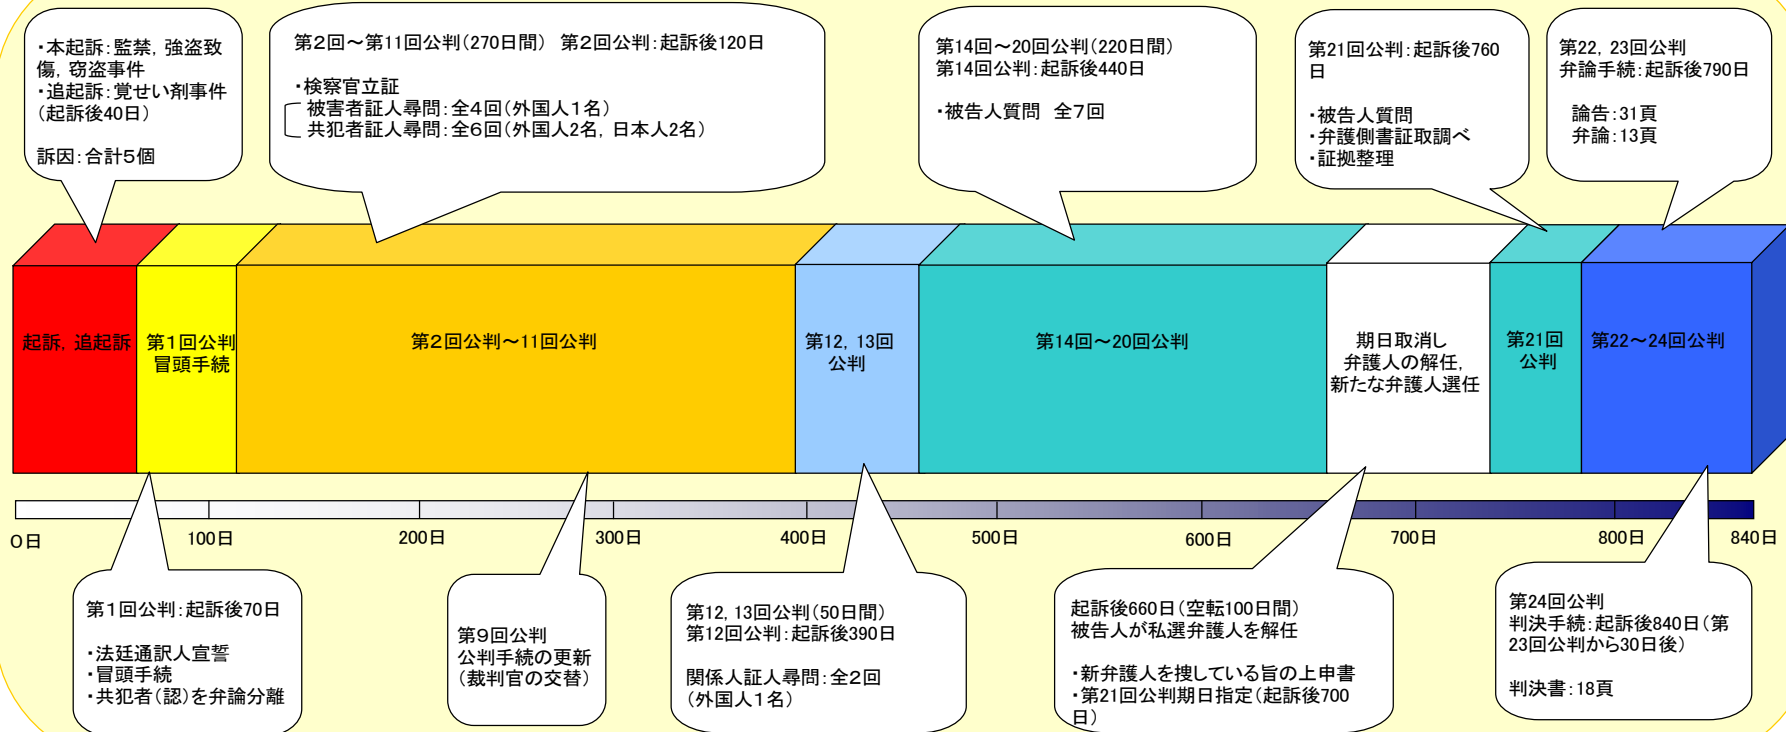 ・本起訴：監禁，強盗致
傷，窃盗事件
・追起訴：覚せい剤事件
（起訴後40日）
訴因：合計５個
第２回～第11回公判（270日間）　第２回公判：起訴後120日
・検察官立証
被害者証人尋問：全４回（外国人１名）
共犯者証人尋問：全６回（外国人２名，日本人２名）
第14回～20回公判（220日間）
第14回公判：起訴後440日
・被告人質問　全７回
第21回公判：起訴後760
日
・被告人質問
・弁護側書証取調べ
・証拠整理
第22，23回公判
弁論手続：起訴後790日
論告：31頁
弁論：13頁
起訴，追起訴
第１回公判
冒頭手続
第２回公判～11回公判
第12，13回
公判
第14回～20回公判
期日取消し
弁護人の解任，
新たな弁護人選任
第21回
公判
第22～24回公判
０日
100日
200日
300日
400日
500日
600日
700日
800日
840日
第１回公判：起訴後70日
・法廷通訳人宣誓
・冒頭手続
・共犯者（認）を弁論分離
第９回公判
公判手続の更新
（裁判官の交替）
第12，13回公判（50日間）
第12回公判：起訴後390日
関係人証人尋問：全２回
（外国人１名）
起訴後660日（空転100日間）
被告人が私選弁護人を解任
・新弁護人を捜している旨の上申書
・第21回公判期日指定（起訴後700
日）
第24回公判
判決手続：起訴後840日（第
23回公判から30日後）
判決書：18頁